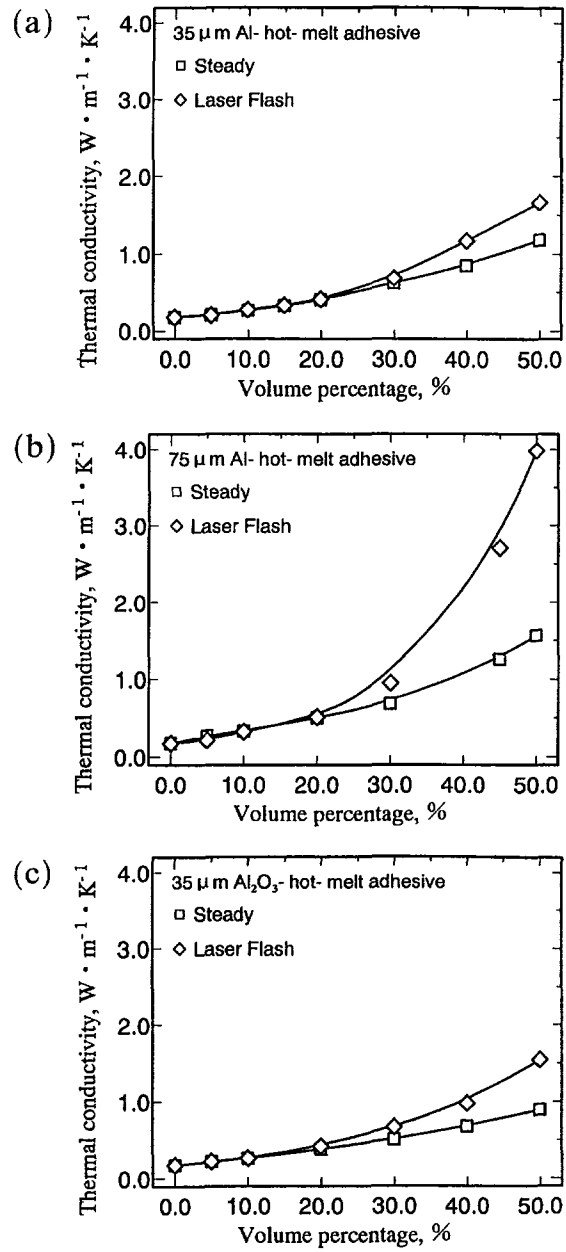 (a)
35 μm Al- hot- melt adhesive
Steady
Laser Flash
4.0
3.0
2.0
1.0
0.0
Thermal conductivity, W · m⁻¹ · K⁻¹
0.0 10.0 20.0 30.0 40.0 50.0
Volume percentage, %
(b)
75 μm Al- hot- melt adhesive
Steady
Laser Flash
4.0
3.0
2.0
1.0
0.0
Thermal conductivity, W · m⁻¹ · K⁻¹
0.0 10.0 20.0 30.0 40.0 50.0
Volume percentage, %
(c)
35 μm Al₂O₃- hot- melt adhesive
Steady
Laser Flash
4.0
3.0
2.0
1.0
0.0
Thermal conductivity, W · m⁻¹ · K⁻¹
0.0 10.0 20.0 30.0 40.0 50.0
Volume percentage, %